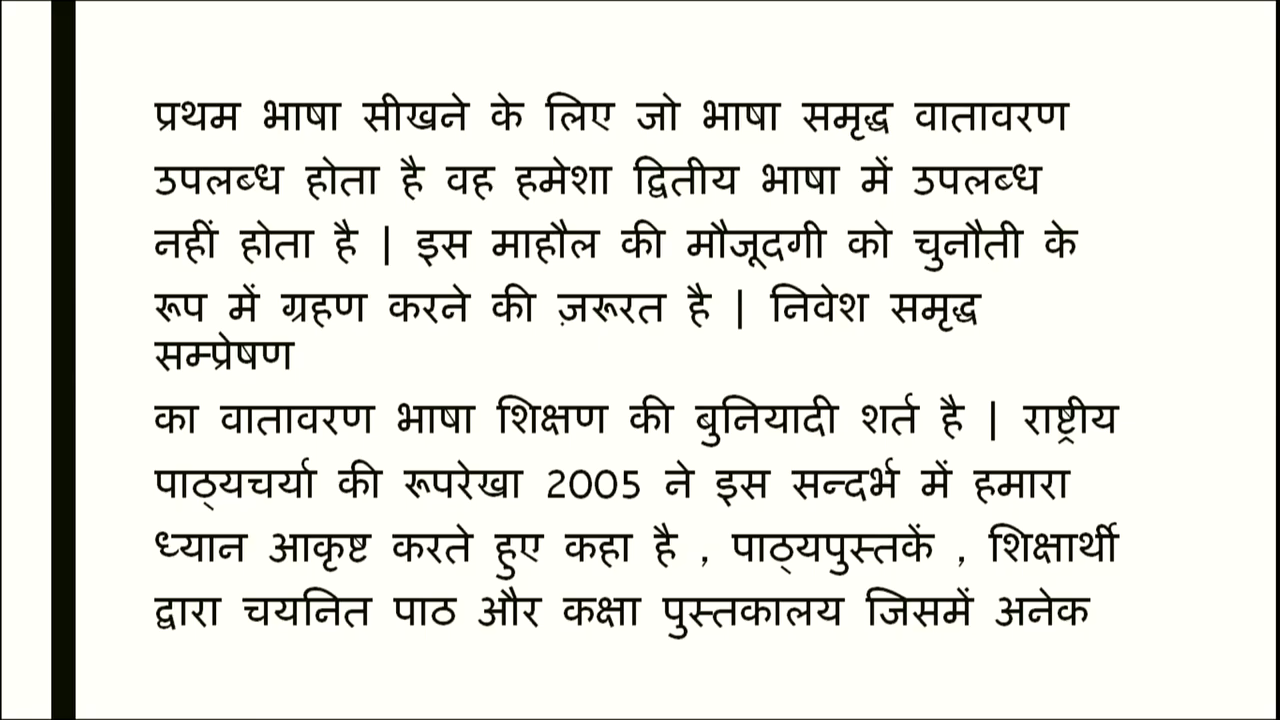 प्रथम भाषा सीखने के लिए जो भाषा समृद्ध वातावरण
उपलब्ध होता है वह हमेशा द्वितीय भाषा में उपलब्ध
नहीं होता है | इस माहौल की मौजूदगी को चुनौती के
रूप में ग्रहण करने की ज़रूरत है | निवेश समृद्ध
सम्प्रेषण
का वातावरण भाषा शिक्षण की बुनियादी शर्त है | राष्ट्रीय
पाठ्यचर्या की रूपरेखा 2005 ने इस सन्दर्भ में हमारा
ध्यान आकृष्ट करते हुए कहा है , पाठ्यपुस्तकें , शिक्षार्थी
द्वारा चयनित पाठ और कक्षा पुस्तकालय जिसमें अनेक